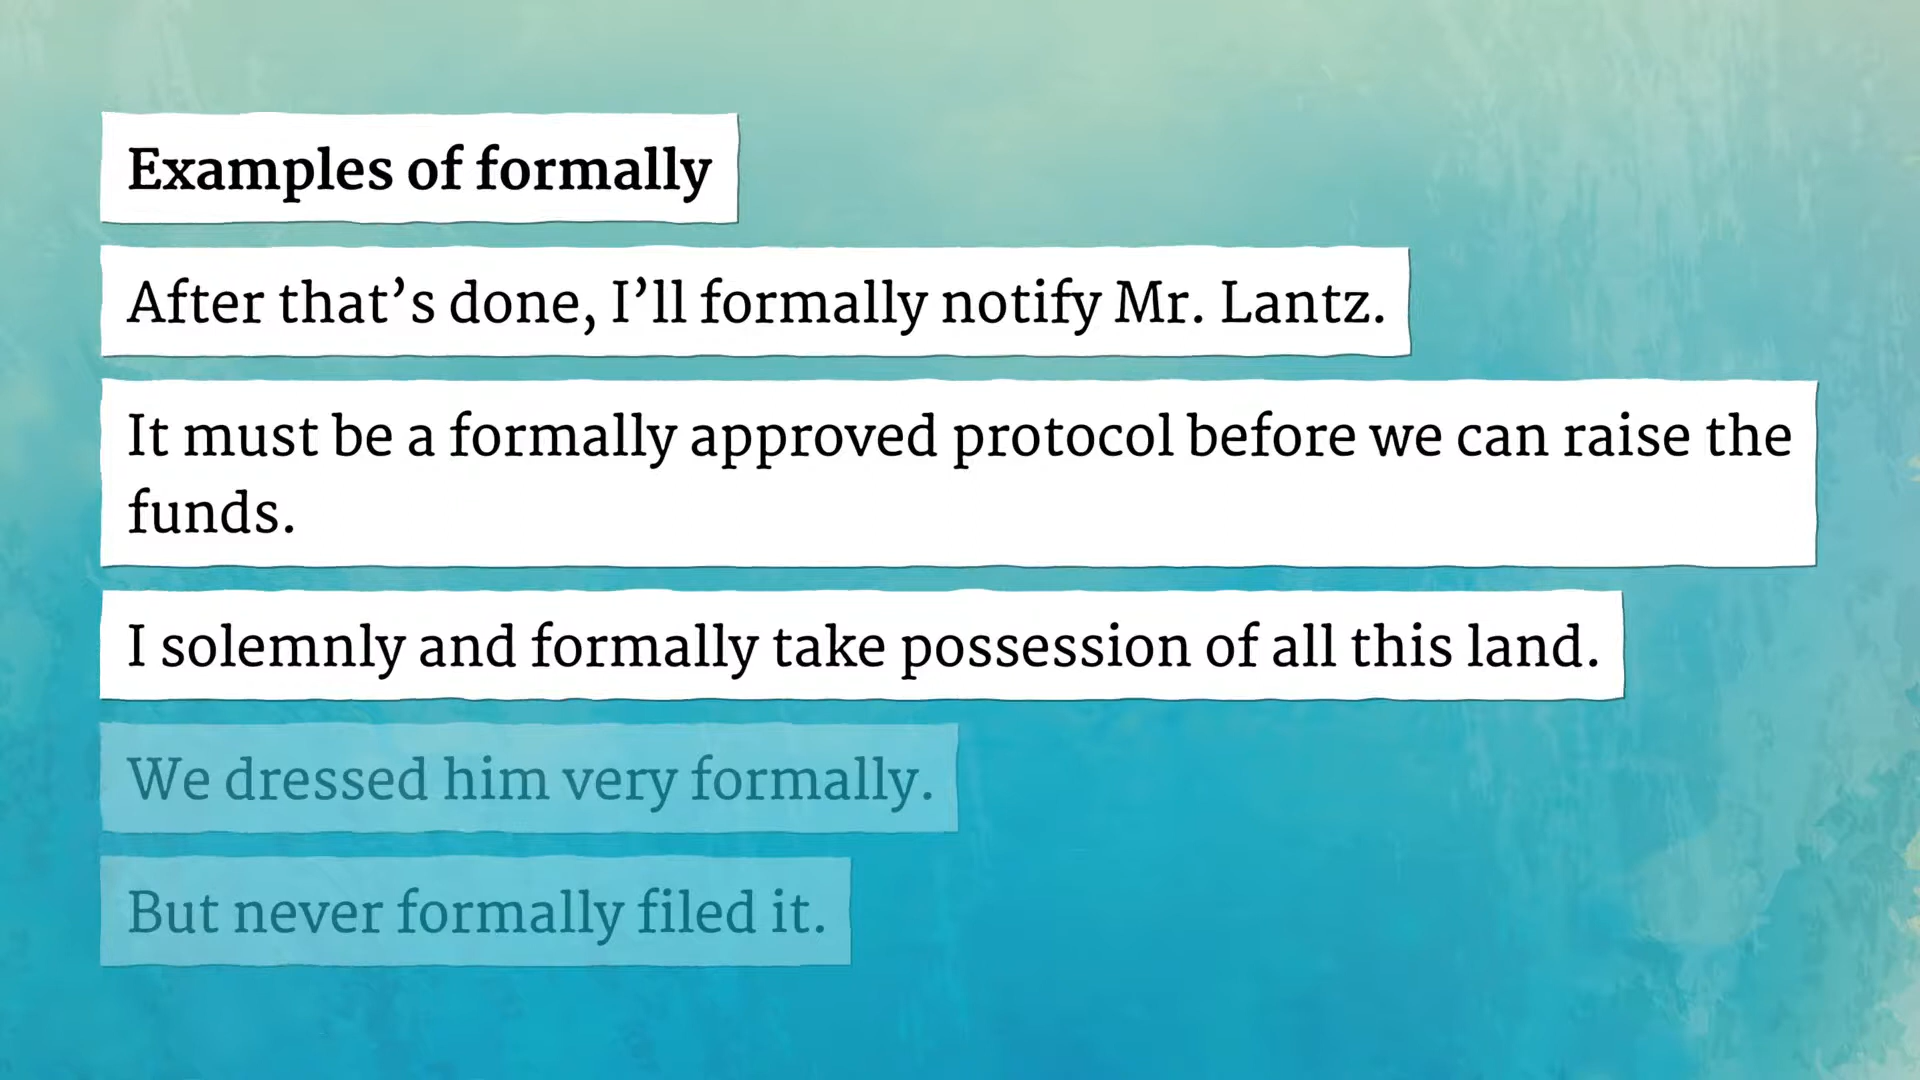 Examples of formally
After that’s done, I’ll formally notify Mr. Lantz.
It must be a formally approved protocol before we can raise the
funds.
I solemnly and formally take possession of all this land.
We dressed him very formally.
But never formally filed it.